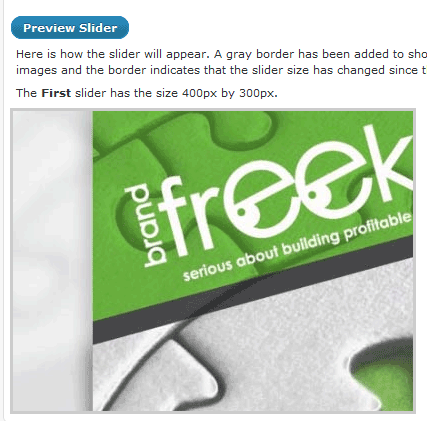 Preview Slider
Here is how the slider will appear. A gray border has been added to sho
images and the border indicates that the slider size has changed since t
The First slider has the size 400px by 300px.
brand
freek
serious about building profitable